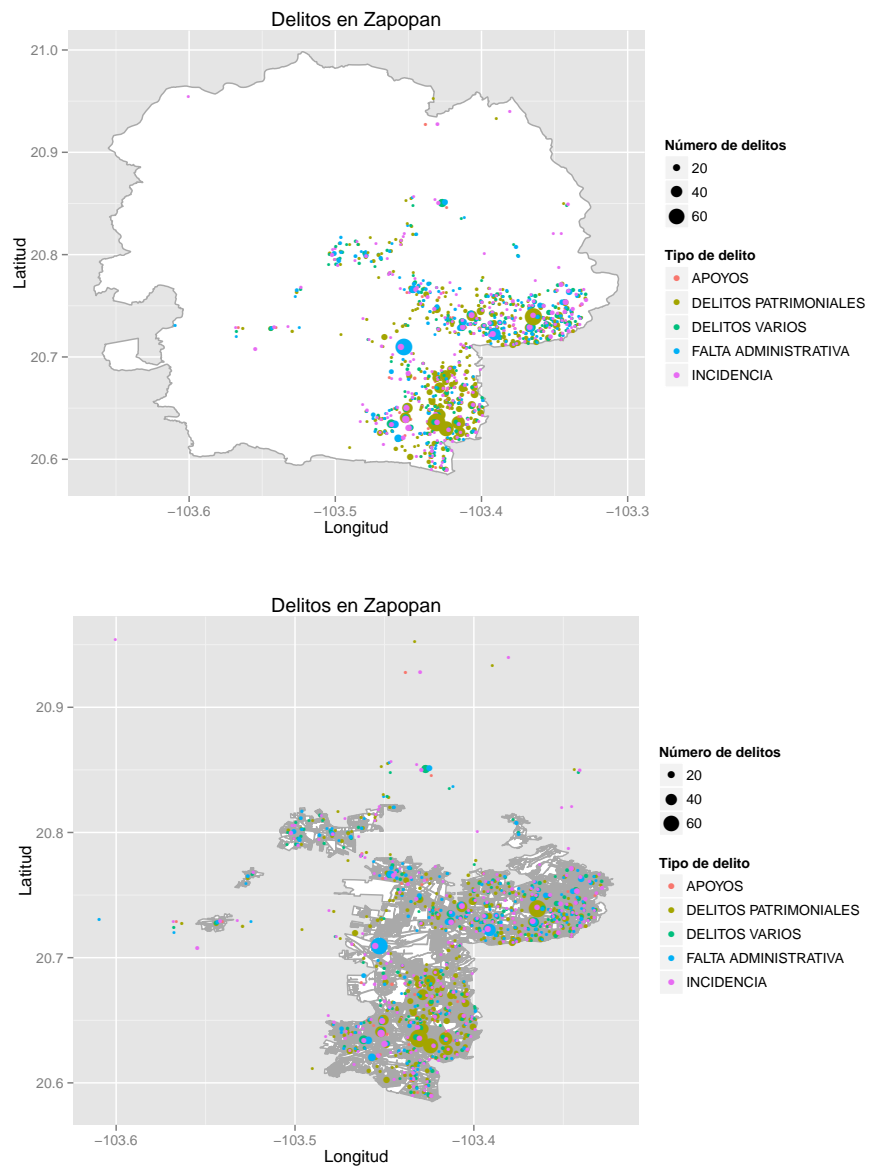 Delitos en Zapopan
21.0
20.9
20.8
20.7
20.6
Latitud
−103.6
−103.5
−103.4
−103.3
Longitud
Número de delitos
20
40
60
Tipo de delito
APOYOS
DELITOS PATRIMONIALES
DELITOS VARIOS
FALTA ADMINISTRATIVA
INCIDENCIA
Delitos en Zapopan
20.9
20.8
20.7
20.6
Latitud
−103.6
−103.5
−103.4
Longitud
Número de delitos
20
40
60
Tipo de delito
APOYOS
DELITOS PATRIMONIALES
DELITOS VARIOS
FALTA ADMINISTRATIVA
INCIDENCIA